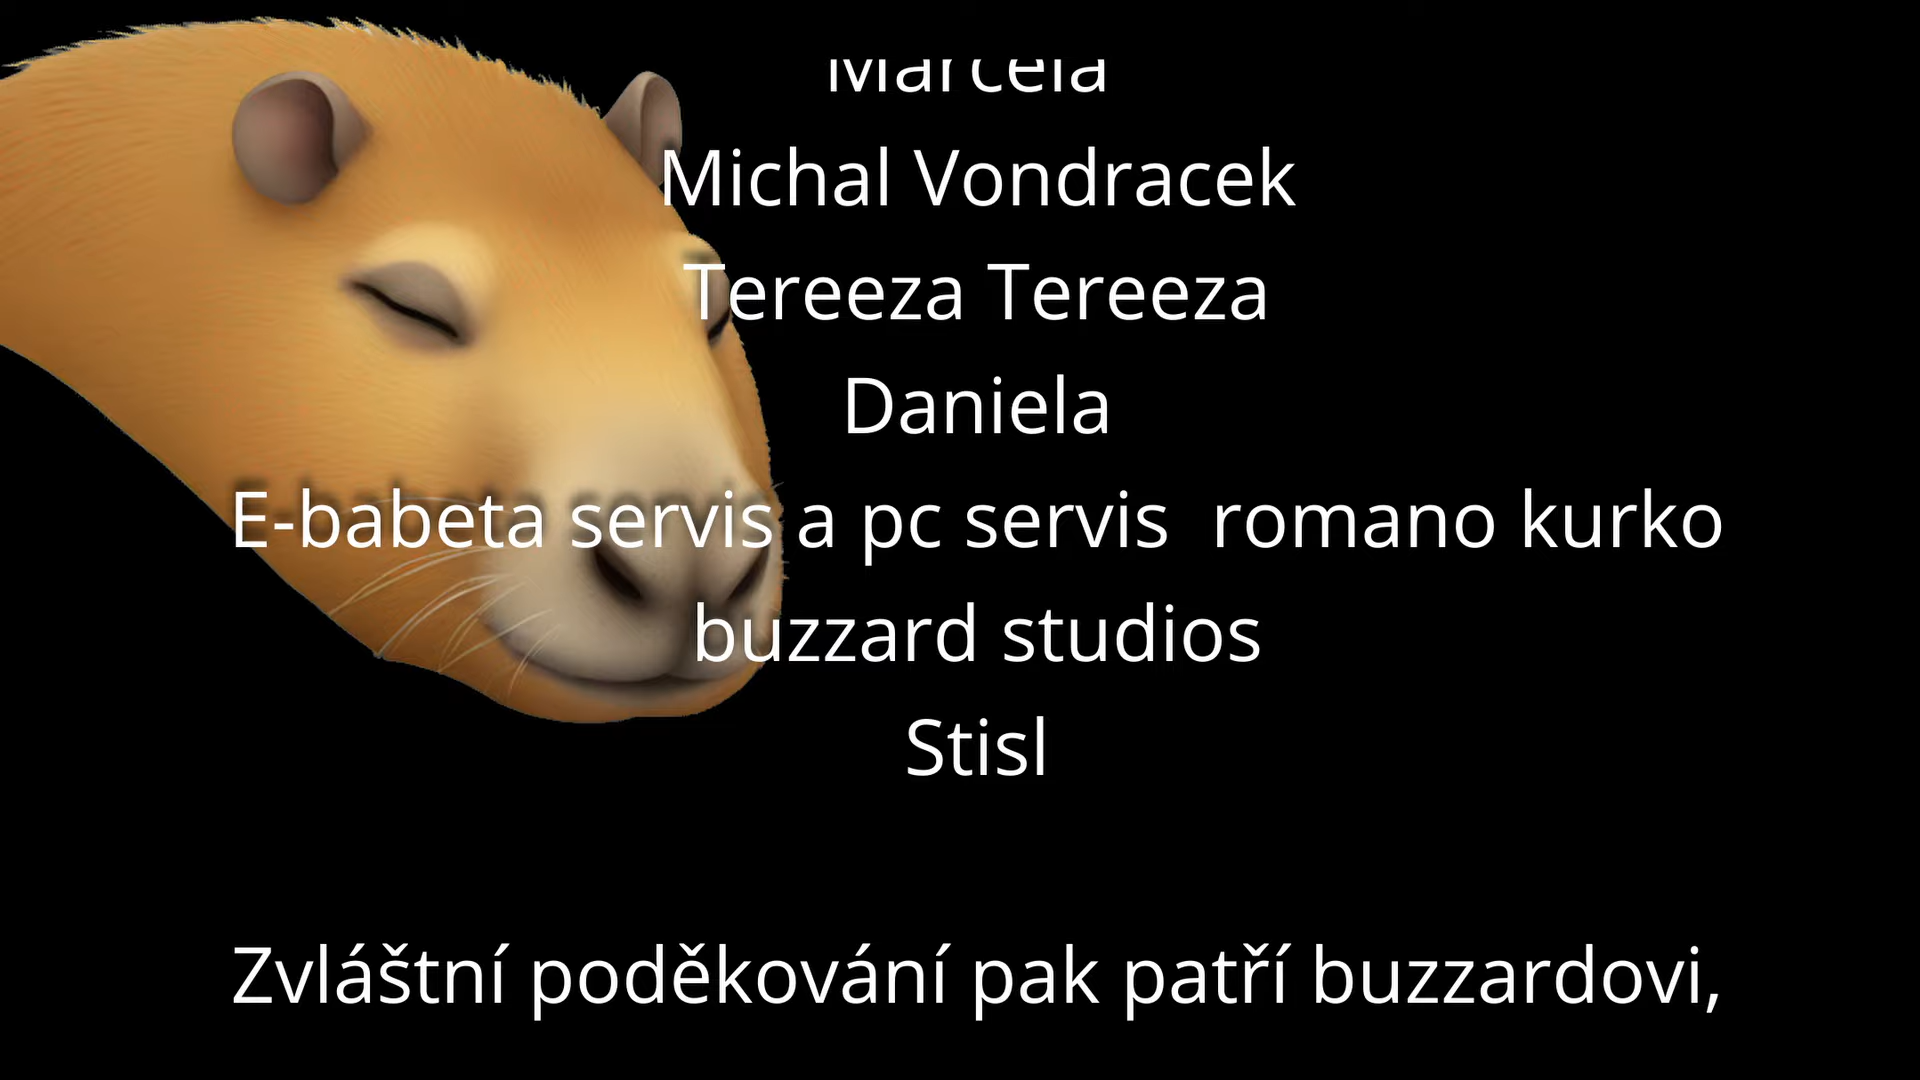 Marcela
Michal Vondracek
Tereeza Tereeza
Daniela
E-babeta servis a pc servis  romano kurko
buzzard studios
Stisl
Zvláštní poděkování pak patří buzzardovi,